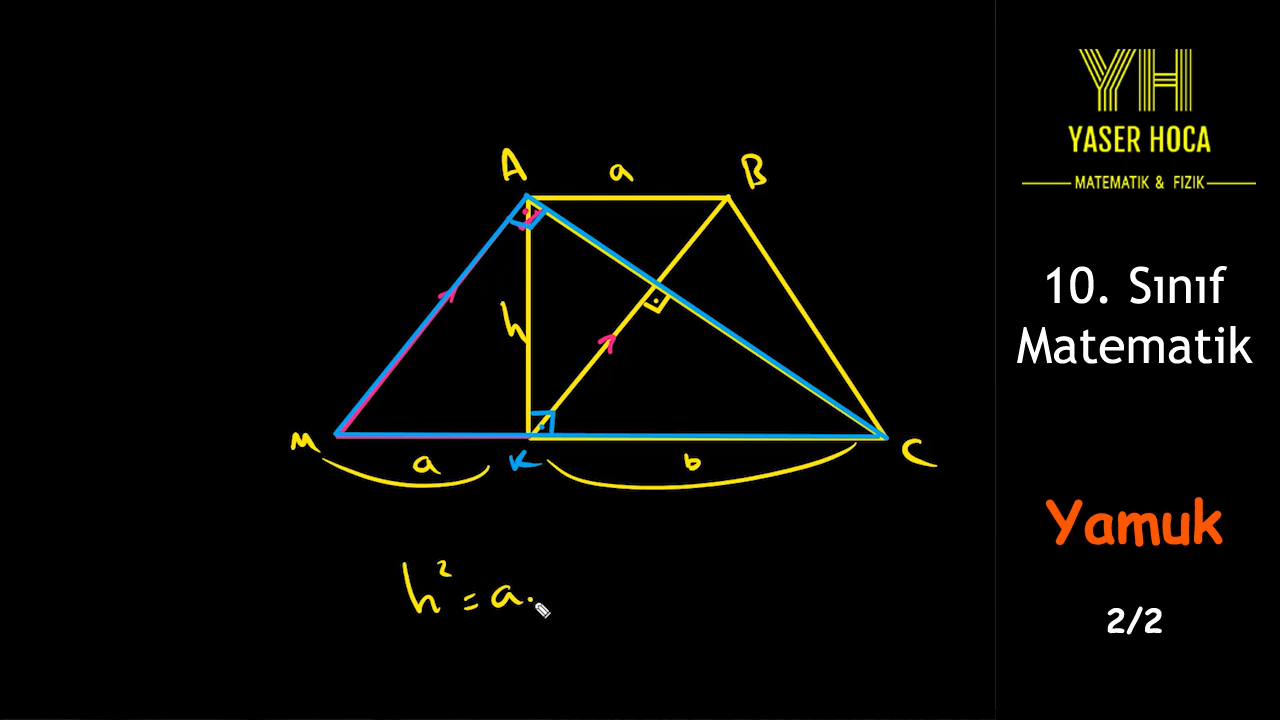 YH
YASER HOCA
MATEMATIK & FIZIK
10. Sınıf
Matematik
Yamuk
2/2
A
a
B
h
M
a
K
b
C
h² = a.